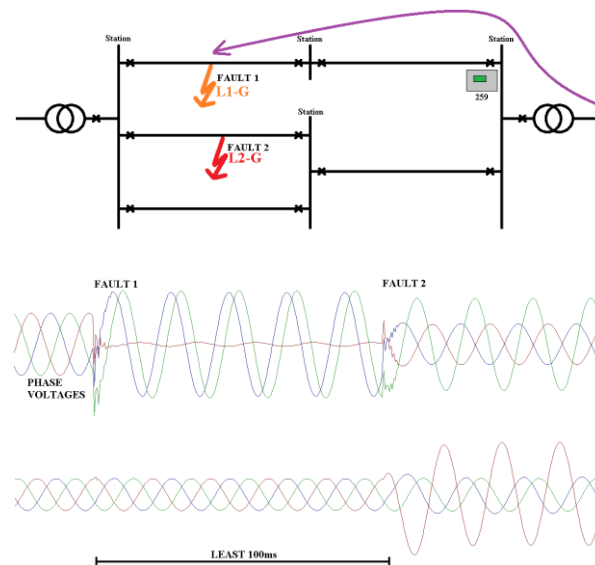 Station
Station
Station
FAULT 1
L1-G
259
Station
FAULT 2
L2-G
FAULT 1
FAULT 2
PHASE
VOLTAGES
LEAST 100ms